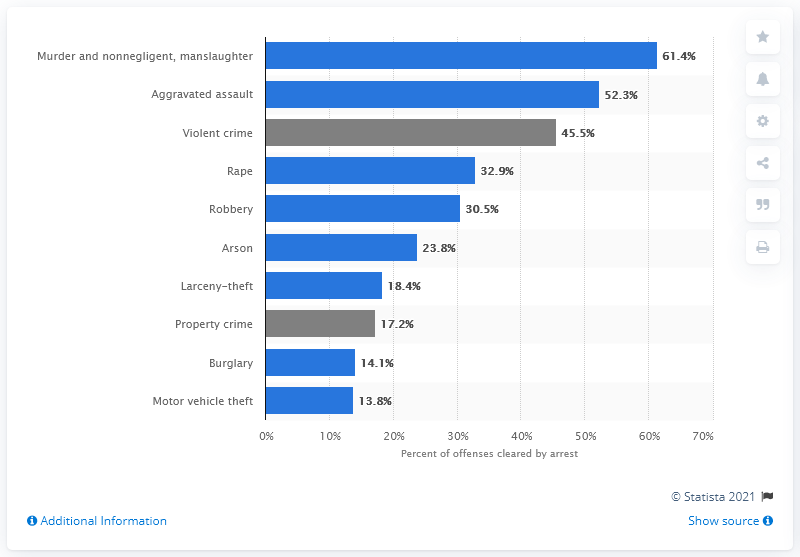 Murder and nonnegligent, manslaughter 61.4%
Aggravated assault 52.3%
Violent crime 45.5%
Rape 32.9%
Robbery 30.5%
Arson 23.8%
Larceny-theft 18.4%
Property crime 17.2%
Burglary 14.1%
Motor vehicle theft 13.8%
0% 10% 20% 30% 40% 50% 60% 70%
Percent of offenses cleared by arrest
© Statista 2021
Additional Information Show source